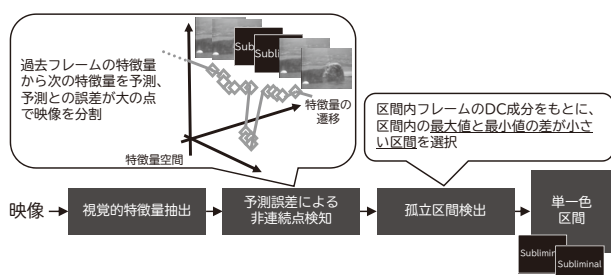 過去フレームの特徴量
から次の特徴量を予測、
予測との誤差が大の点
で映像を分割
Sub
Subli
特徴量の
遷移
特徴量空間
区間内フレームのDC成分をもとに、
区間内の最大値と最小値の差が小さ
い区間を選択
映像
視覚的特徴量抽出
予測誤差による
非連続点検知
孤立区間検出
単一色
区間
Sublimin
Subliminal